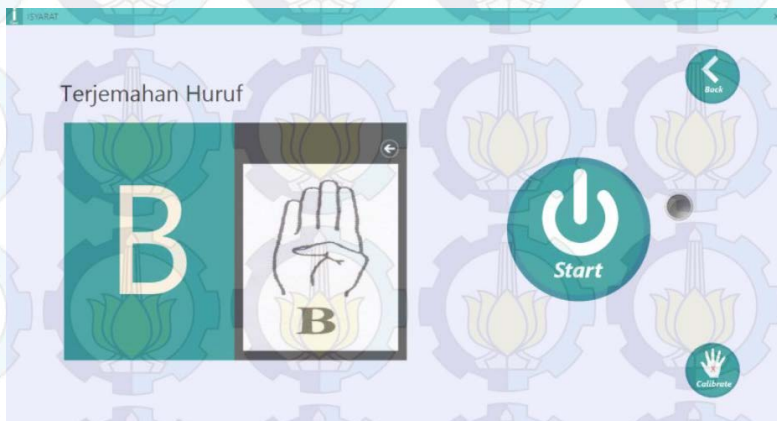 ISYARAT
Back
Terjemahan Huruf
B
B
Start
Calibrate